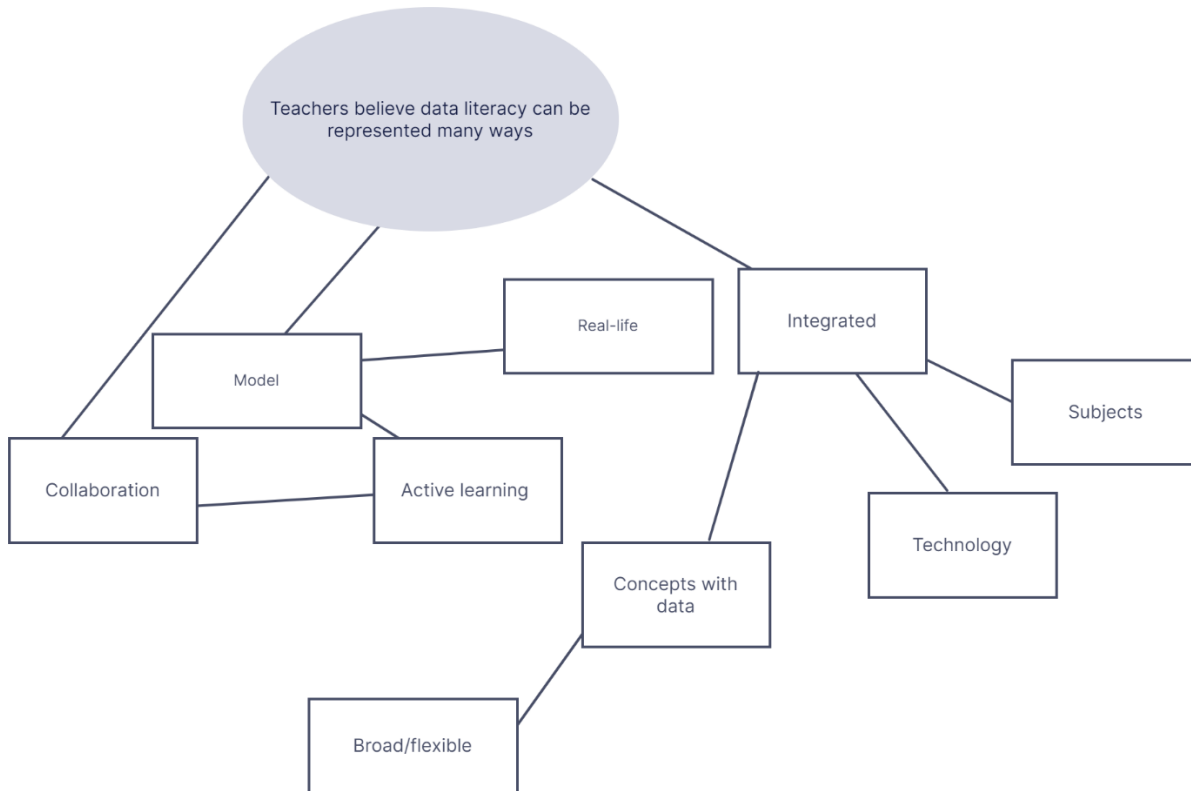 Teachers believe data literacy can be
represented many ways
Real-life
Integrated
Model
Subjects
Collaboration
Active learning
Technology
Concepts with
data
Broad/flexible